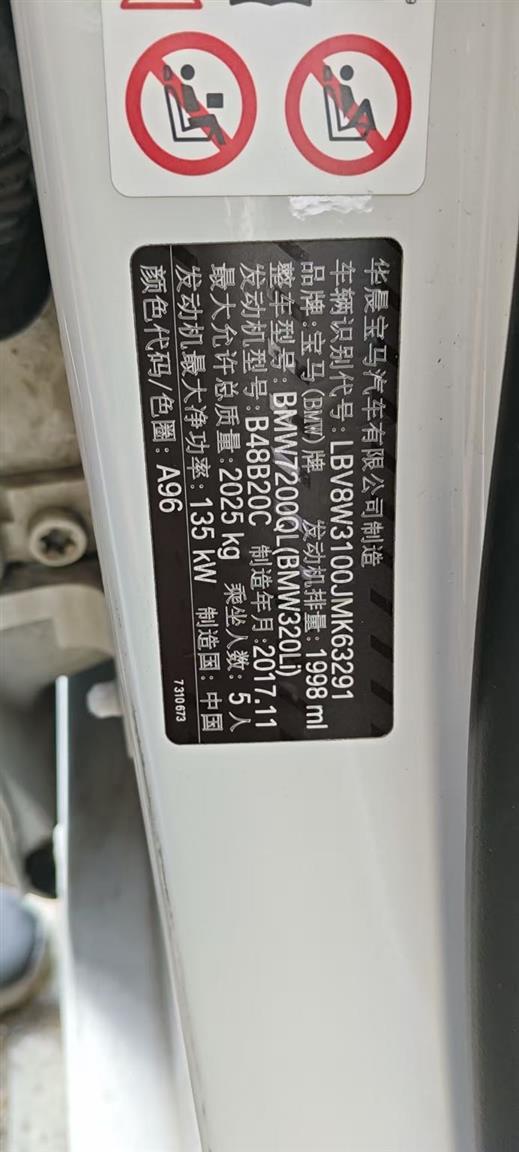 华晨宝马汽车有限公司制造
车辆识别代号: LBV8W3100JMK63291
品牌:宝马(BMW)牌 发动机排量: 1998 ml
整车型号: BMW7200QL(BMW320Li)
发动机型号: B48B20C 制造年月:2017.11
最大允许总质量: 2025 kg 乘坐人数: 5 人
发动机最大净功率: 135 kW 制造国: 中国
颜色代码/色圈: A96
7 310 673